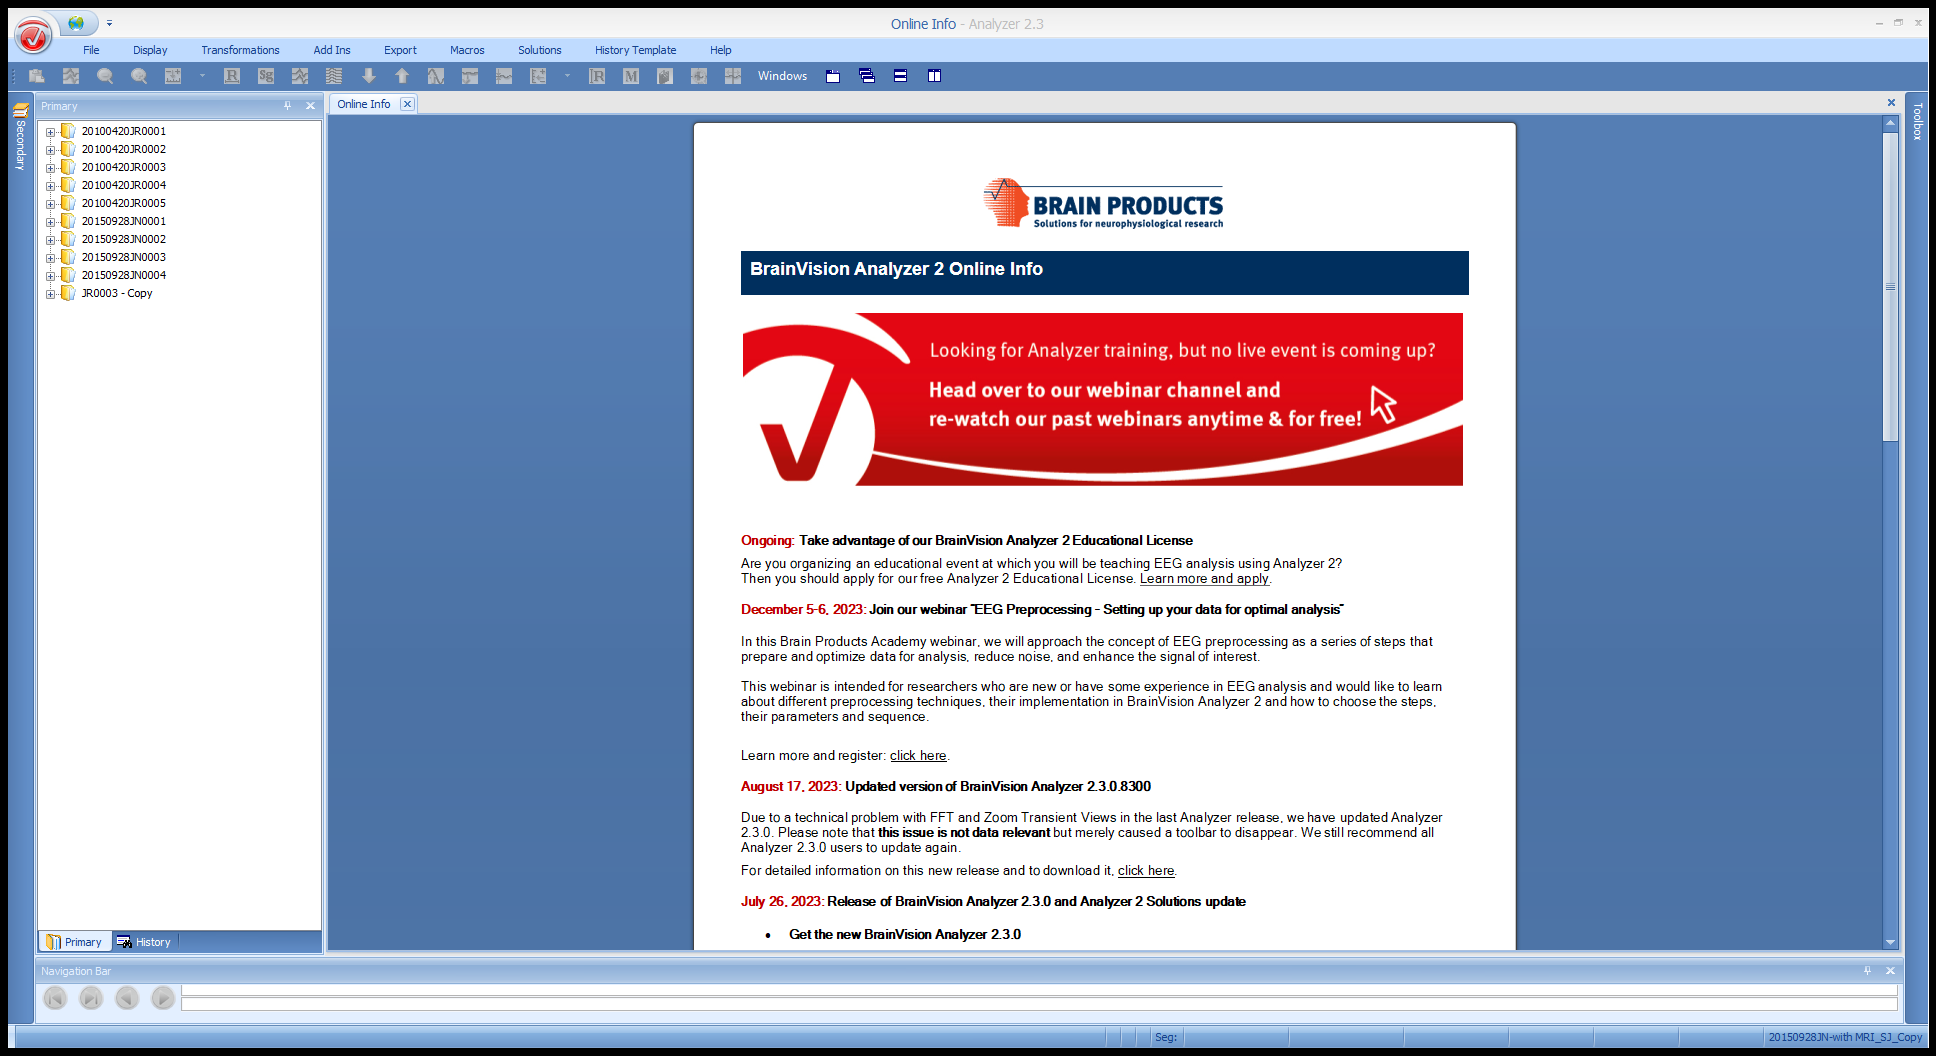 Online Info - Analyzer 2.3
File Display Transformations Add Ins Export Macros Solutions History Template Help
R Sg R M Windows
Secondary
Primary
20100420JR0001
20100420JR0002
20100420JR0003
20100420JR0004
20100420JR0005
20150928JN0001
20150928JN0002
20150928JN0003
20150928JN0004
JR0003 - Copy
Primary History
Online Info
Toolbox
BRAIN PRODUCTS
Solutions for neurophysiological research
BrainVision Analyzer 2 Online Info
Looking for Analyzer training, but no live event is coming up?
Head over to our webinar channel and
re-watch our past webinars anytime & for free!
Ongoing: Take advantage of our BrainVision Analyzer 2 Educational License
Are you organizing an educational event at which you will be teaching EEG analysis using Analyzer 2?
Then you should apply for our free Analyzer 2 Educational License. Learn more and apply.
December 5-6, 2023: Join our webinar "EEG Preprocessing - Setting up your data for optimal analysis"
In this Brain Products Academy webinar, we will approach the concept of EEG preprocessing as a series of steps that
prepare and optimize data for analysis, reduce noise, and enhance the signal of interest.
This webinar is intended for researchers who are new or have some experience in EEG analysis and would like to learn
about different preprocessing techniques, their implementation in BrainVision Analyzer 2 and how to choose the steps,
their parameters and sequence.
Learn more and register: click here.
August 17, 2023: Updated version of BrainVision Analyzer 2.3.0.8300
Due to a technical problem with FFT and Zoom Transient Views in the last Analyzer release, we have updated Analyzer
2.3.0. Please note that this issue is not data relevant but merely caused a toolbar to disappear. We still recommend all
Analyzer 2.3.0 users to update again.
For detailed information on this new release and to download it, click here.
July 26, 2023: Release of BrainVision Analyzer 2.3.0 and Analyzer 2 Solutions update
• Get the new BrainVision Analyzer 2.3.0
Navigation Bar
Seg:
20150928JN-with MRI_SJ_Copy